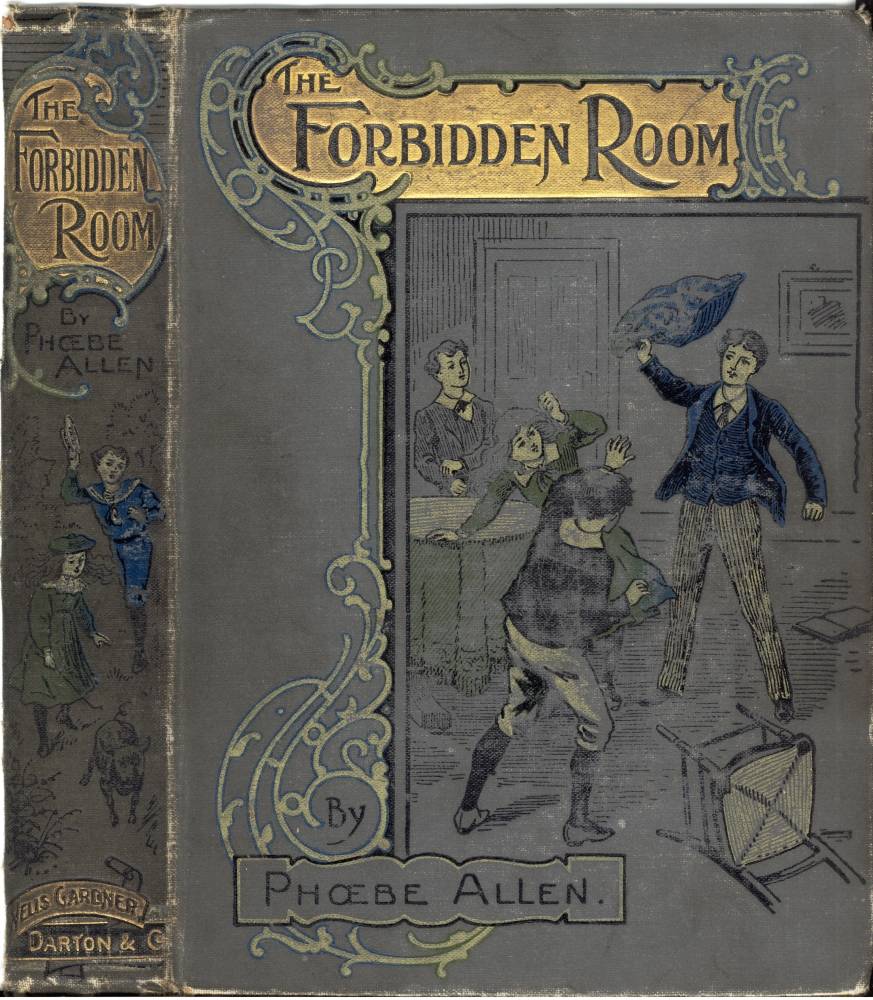 THE
FORBIDDEN
ROOM
BY
PHŒBE
ALLEN
WELLS GARDNER,
DARTON & C
THE
FORBIDDEN ROOM
By
PHŒBE ALLEN.